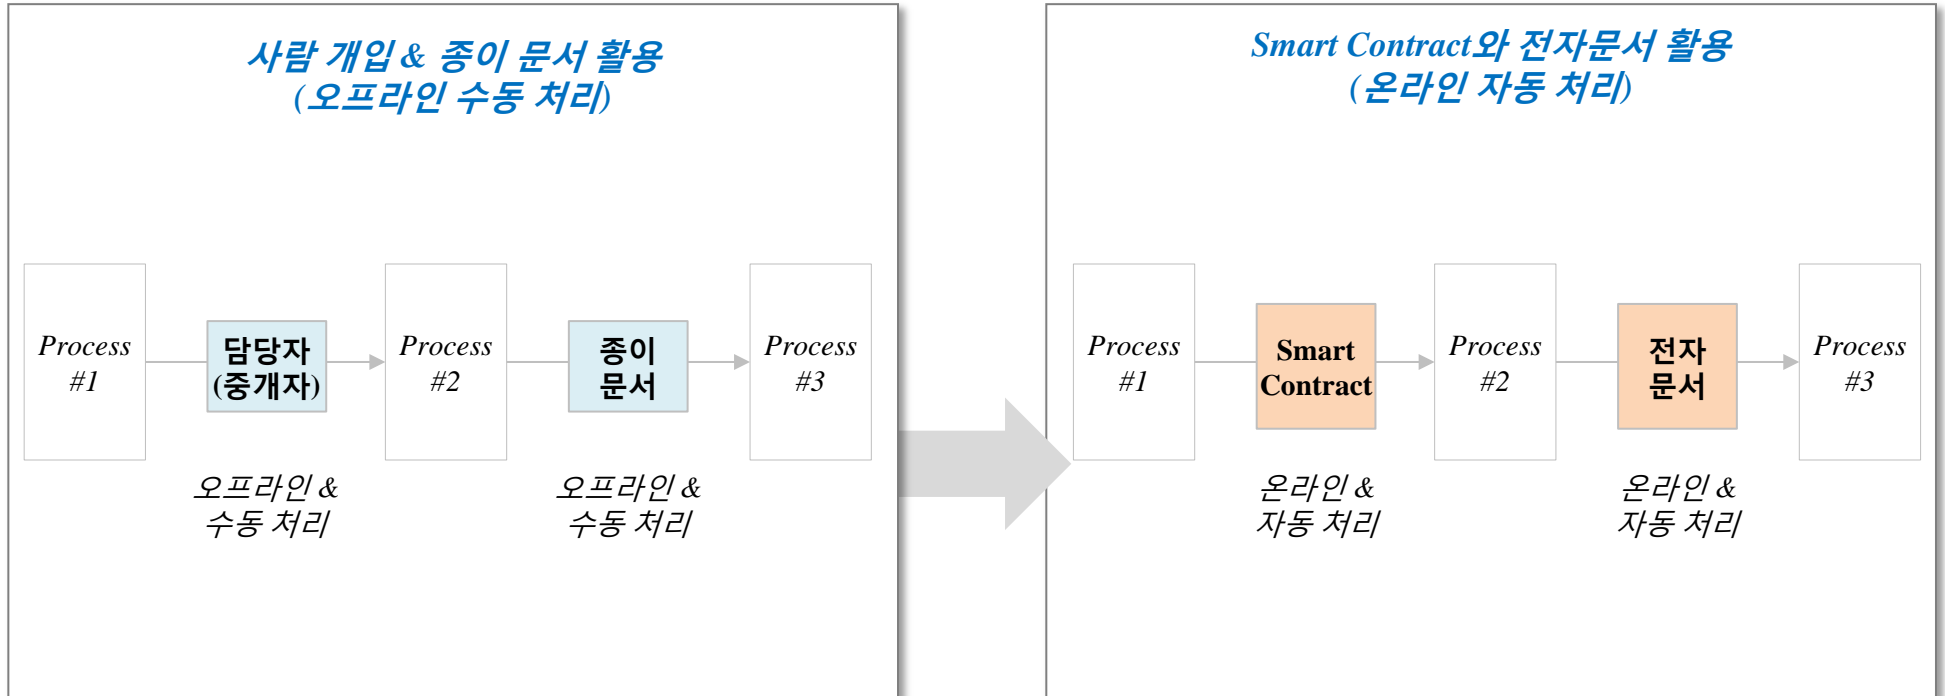 사람 개입 & 종이 문서 활용
(오프라인 수동 처리)
Process
#1
담당자
(중개자)
Process
#2
종이
문서
Process
#3
오프라인 &
수동 처리
오프라인 &
수동 처리
Smart Contract와 전자문서 활용
(온라인 자동 처리)
Process
#1
Smart
Contract
Process
#2
전자
문서
Process
#3
온라인 &
자동 처리
온라인 &
자동 처리